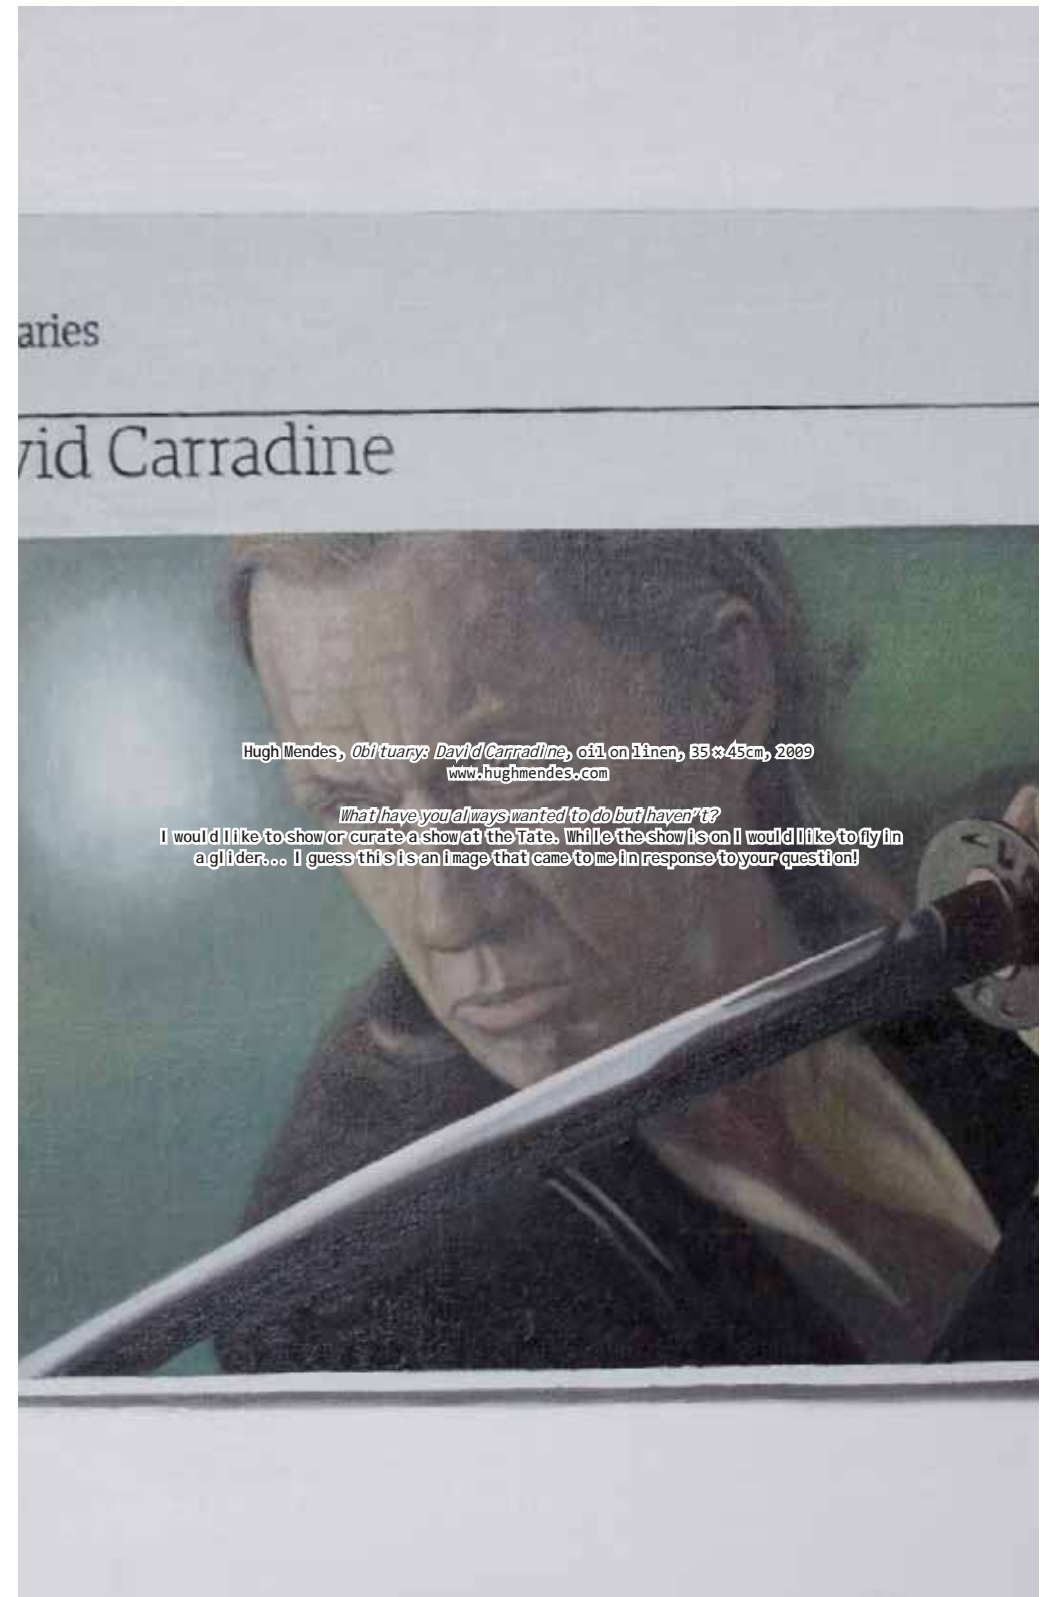 aries
vid Carradine
Hugh Mendes, Obituary: David Carradine, oil on linen, 35 × 45cm, 2009
www.hughmendes.com
What have you always wanted to do but haven't?
I would like to show or curate a show at the Tate. While the show is on I would like to fly in
a glider... I guess this is an image that came to me in response to your question!